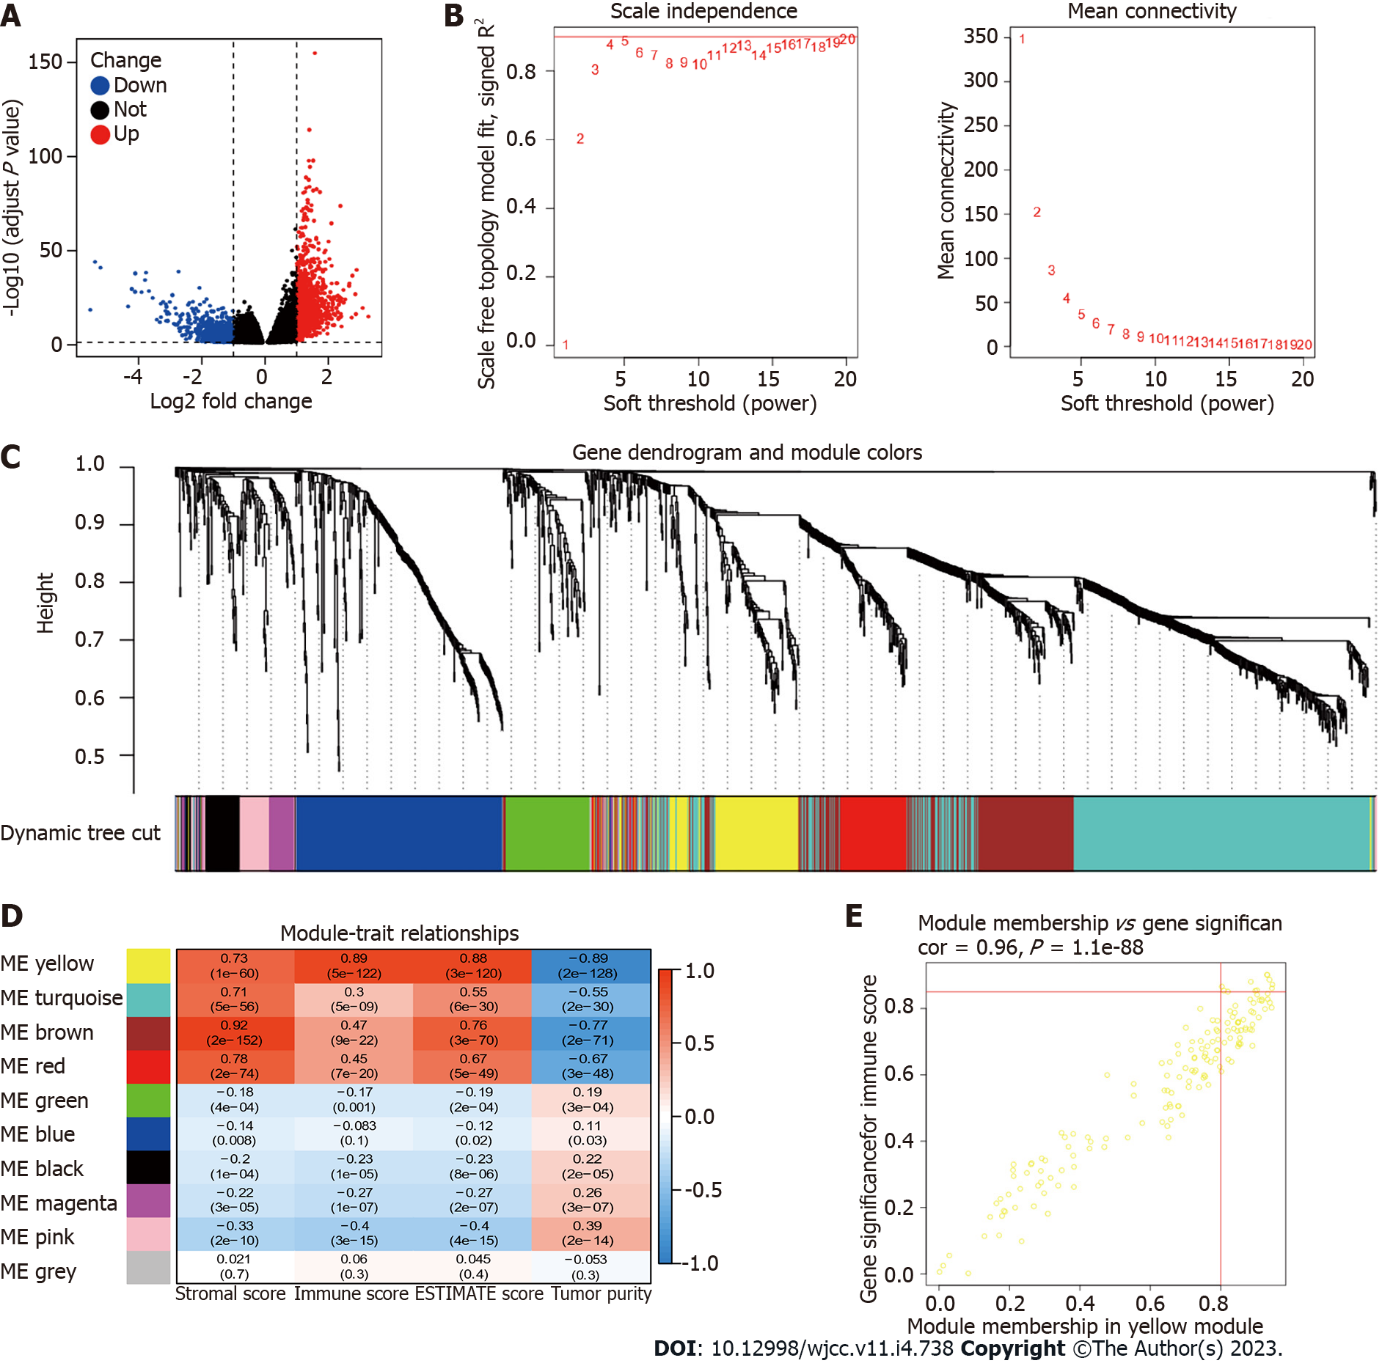 A
Change
Down
Not
Up
-Log10 (adjust P value)
150
100
50
0
-4
-2
0
2
Log2 fold change
B
Scale independence
Scale free topology model fit, signed R²
0.8
0.6
0.4
0.2
0.0
1
2
3
4
5
6
7
8
9
10
11
12
13
14
15
16
17
18
19
20
5
10
15
20
Soft threshold (power)
Mean connectivity
Mean connecztivity
350
300
250
200
150
100
50
0
1
2
3
4
5
6
7
8
9
10
11
12
13
14
15
16
17
18
19
20
5
10
15
20
Soft threshold (power)
C
Gene dendrogram and module colors
Height
1.0
0.9
0.8
0.7
0.6
0.5
Dynamic tree cut
D
Module-trait relationships
ME yellow 0.73 0.89 0.88 −0.89
(1e−60) (5e−122) (3e−120) (2e−128)
ME turquoise 0.71 0.3 0.55 −0.55
(5e−56) (5e−09) (6e−30) (2e−30)
ME brown 0.92 0.47 0.76 −0.77
(2e−152) (9e−22) (3e−70) (2e−71)
ME red 0.78 0.45 0.67 −0.67
(2e−74) (7e−20) (5e−49) (3e−48)
ME green −0.18 −0.17 −0.19 0.19
(4e−04) (0.001) (2e−04) (3e−04)
ME blue −0.14 −0.083 −0.12 0.11
(0.008) (0.1) (0.02) (0.03)
ME black −0.2 −0.23 −0.23 0.22
(1e−04) (1e−05) (8e−06) (2e−05)
ME magenta −0.22 −0.27 −0.27 0.26
(3e−05) (1e−07) (2e−07) (3e−07)
ME pink −0.33 −0.4 −0.4 0.39
(2e−10) (3e−15) (4e−15) (2e−14)
ME grey 0.021 0.06 0.045 −0.053
(0.7) (0.3) (0.4) (0.3)
Stromal score Immune score ESTIMATE score Tumor purity
1.0
0.5
0.0
-0.5
-1.0
E
Module membership vs gene significan
cor = 0.96, P = 1.1e-88
Gene significancefor immune score
0.8
0.6
0.4
0.2
0.0
0.0
0.2
0.4
0.6
0.8
Module membership in yellow module
DOI: 10.12998/wjcc.v11.i4.738 Copyright ©The Author(s) 2023.